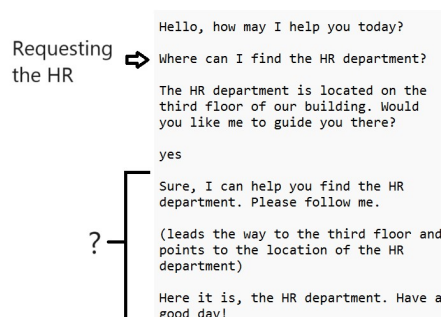 Hello, how may I help you today?
Requesting
the HR
Where can I find the HR department?
The HR department is located on the
third floor of our building. Would
you like me to guide you there?
yes
Sure, I can help you find the HR
department. Please follow me.
?
(leads the way to the third floor and
points to the location of the HR
department)
Here it is, the HR department. Have a
good day!